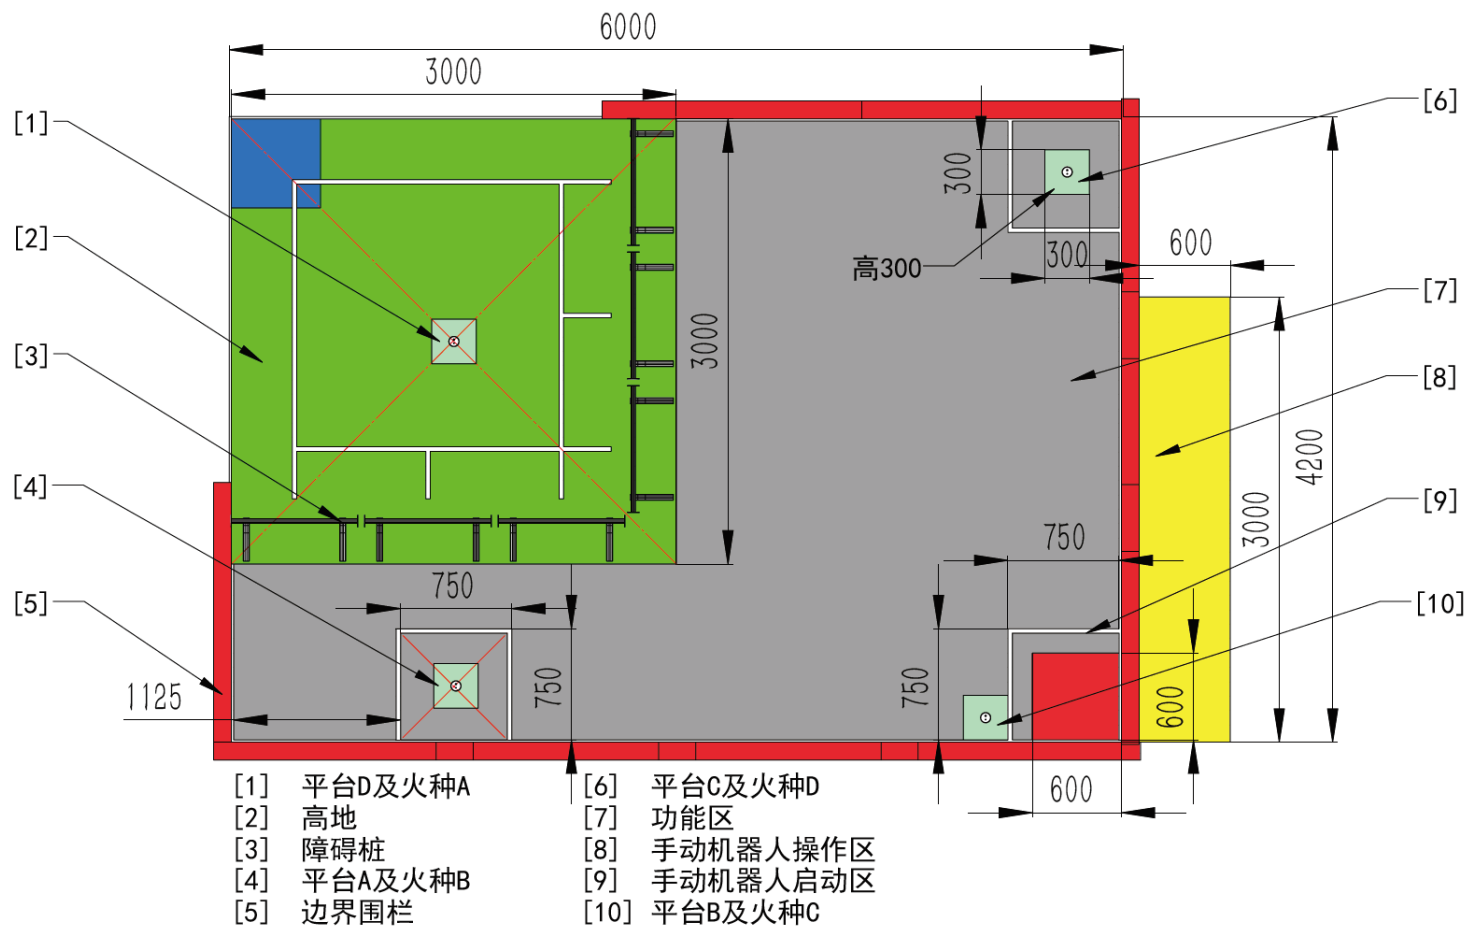 6000
3000
[1]
[6]
300
[2]
600
高300
300
[7]
[3]
3000
[8]
4200
[4]
[9]
3000
750
750
[5]
[10]
1125
750
750
600
600
[1] 平台D及火种A
[2] 高地
[3] 障碍桩
[4] 平台A及火种B
[5] 边界围栏
[6] 平台C及火种D
[7] 功能区
[8] 手动机器人操作区
[9] 手动机器人启动区
[10] 平台B及火种C